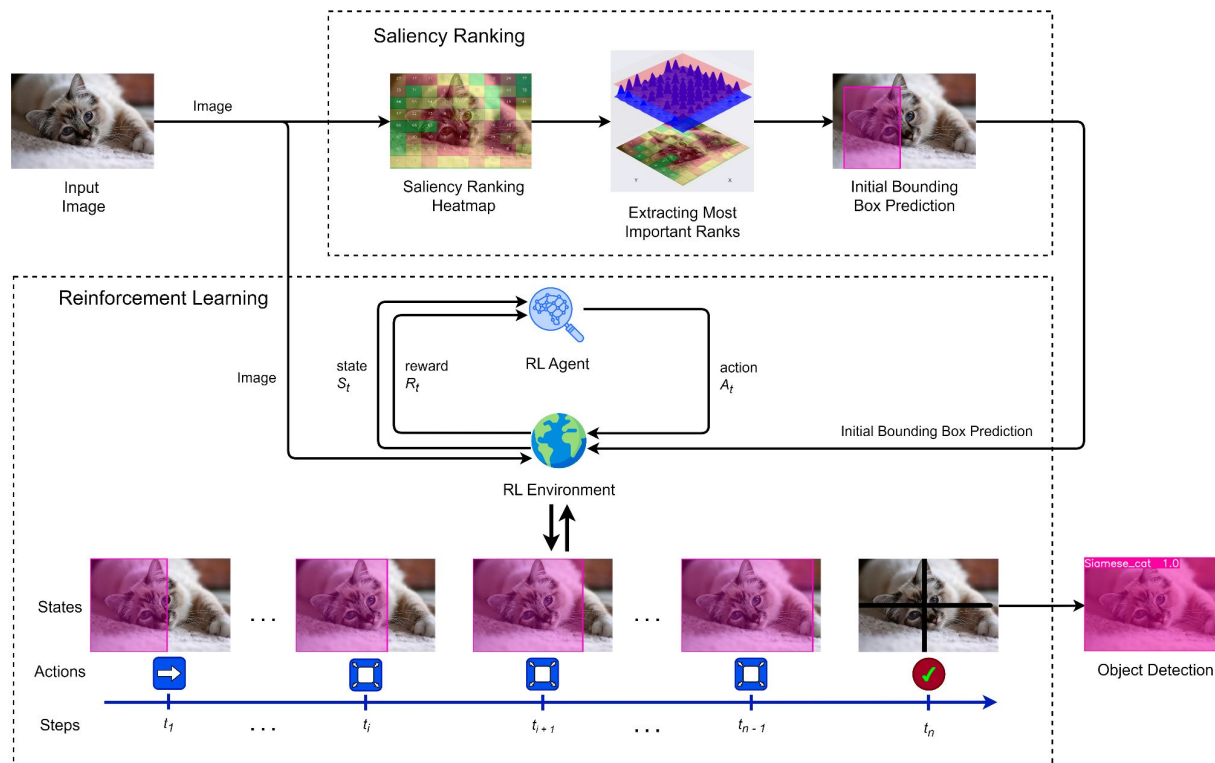 Saliency Ranking
Image
Input
Image
Saliency Ranking
Heatmap
Y
X
Extracting Most
Important Ranks
Initial Bounding
Box Prediction
Reinforcement Learning
Image
state
S_t
reward
R_t
RL Agent
action
A_t
Initial Bounding Box Prediction
RL Environment
States
. . .
. . .
Siamese_cat 1.0
Actions
Object Detection
Steps
t_1
. . .
t_i
t_{i + 1}
. . .
t_{n - 1}
t_n